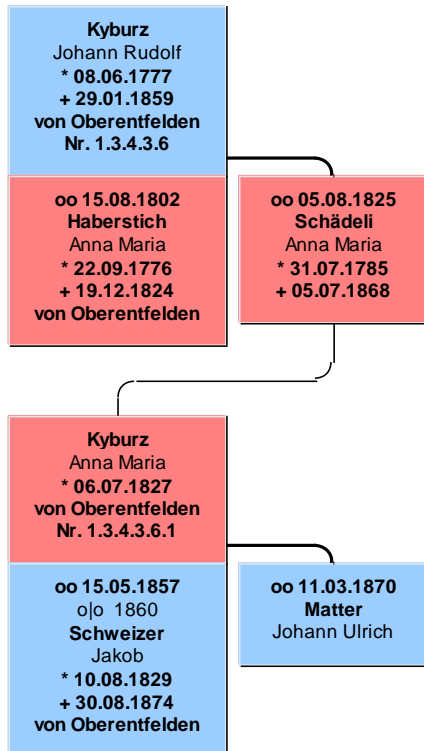 Kyburz
Johann Rudolf
* 08.06.1777
+ 29.01.1859
von Oberentfelden
Nr. 1.3.4.3.6
oo 15.08.1802
Haberstich
Anna Maria
* 22.09.1776
+ 19.12.1824
von Oberentfelden
oo 05.08.1825
Schädeli
Anna Maria
* 31.07.1785
+ 05.07.1868
Kyburz
Anna Maria
* 06.07.1827
von Oberentfelden
Nr. 1.3.4.3.6.1
oo 15.05.1857
o|o 1860
Schweizer
Jakob
* 10.08.1829
+ 30.08.1874
von Oberentfelden
oo 11.03.1870
Matter
Johann Ulrich